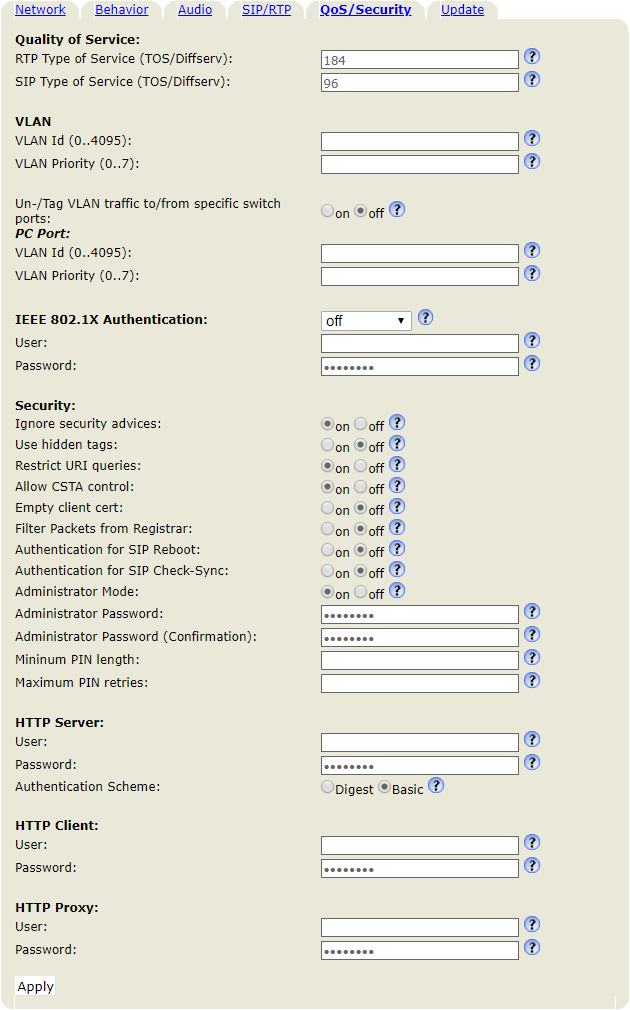 Network Behavior Audio SIP/RTP QoS/Security Update
Quality of Service:
RTP Type of Service (TOS/Diffserv): 184 ?
SIP Type of Service (TOS/Diffserv): 96 ?
VLAN
VLAN Id (0..4095): ?
VLAN Priority (0..7): ?
Un-/Tag VLAN traffic to/from specific switch
ports: on off ?
PC Port:
VLAN Id (0..4095): ?
VLAN Priority (0..7): ?
IEEE 802.1X Authentication: off ?
User: ?
Password: •••••••• ?
Security:
Ignore security advices: on off ?
Use hidden tags: on off ?
Restrict URI queries: on off ?
Allow CSTA control: on off ?
Empty client cert: on off ?
Filter Packets from Registrar: on off ?
Authentication for SIP Reboot: on off ?
Authentication for SIP Check-Sync: on off ?
Administrator Mode: on off ?
Administrator Password: •••••••• ?
Administrator Password (Confirmation): •••••••• ?
Mininum PIN length: ?
Maximum PIN retries: ?
HTTP Server:
User: ?
Password: •••••••• ?
Authentication Scheme: Digest Basic ?
HTTP Client:
User: ?
Password: •••••••• ?
HTTP Proxy:
User: ?
Password: •••••••• ?
Apply